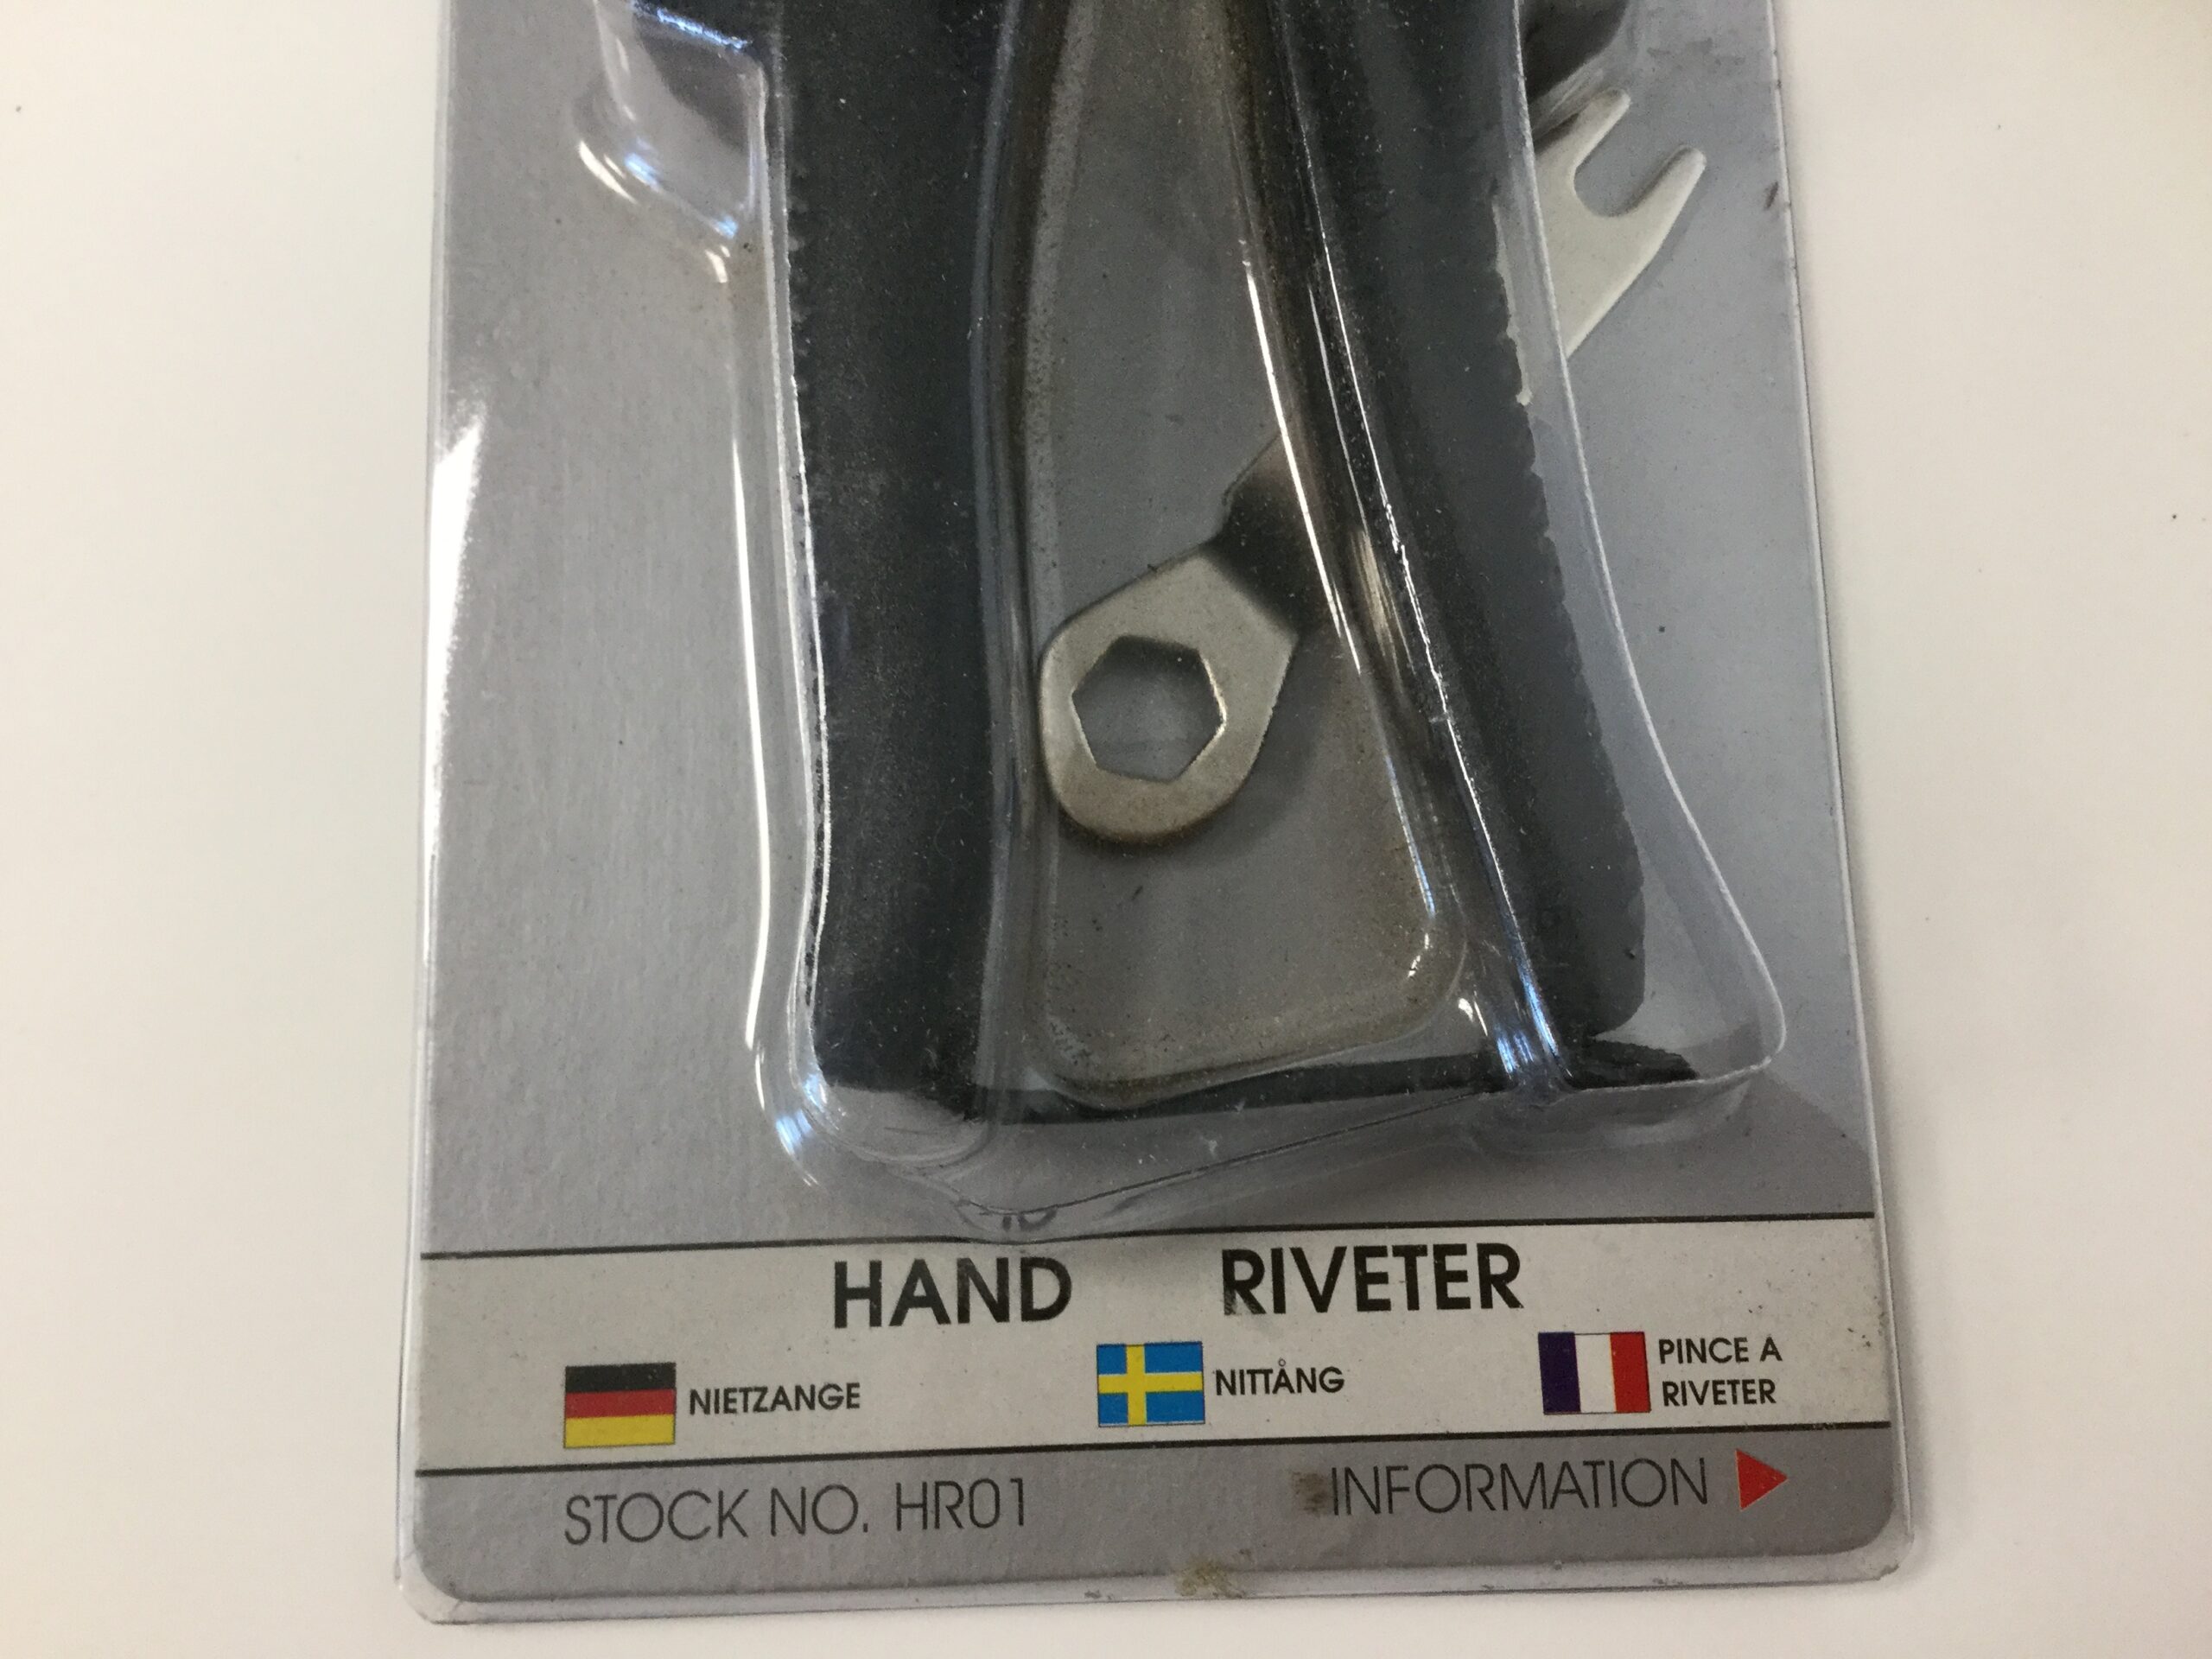 HAND RIVETER
NIETZANGE
NITTÅNG
PINCE A
RIVETER
STOCK NO. HR01
INFORMATION